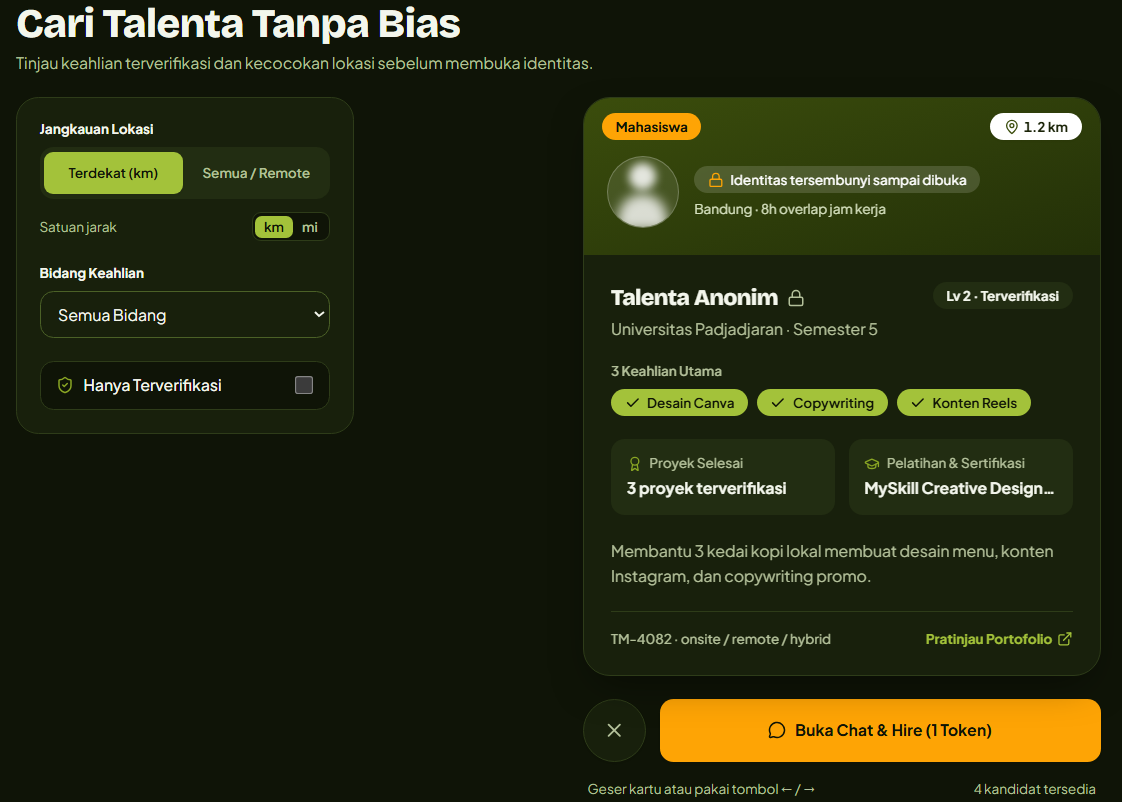 Cari Talenta Tanpa Bias
Tinjau keahlian terverifikasi dan kecocokan lokasi sebelum membuka identitas.
Jangkauan Lokasi
Terdekat (km)
Semua / Remote
Satuan jarak
km
mi
Bidang Keahlian
Semua Bidang
Hanya Terverifikasi
Mahasiswa
1.2 km
Identitas tersembunyi sampai dibuka
Bandung · 8h overlap jam kerja
Talenta Anonim
Lv 2 · Terverifikasi
Universitas Padjadjaran · Semester 5
3 Keahlian Utama
Desain Canva
Copywriting
Konten Reels
Proyek Selesai
3 proyek terverifikasi
Pelatihan & Sertifikasi
MySkill Creative Design...
Membantu 3 kedai kopi lokal membuat desain menu, konten
Instagram, dan copywriting promo.
TM-4082 · onsite / remote / hybrid
Pratinjau Portofolio
Buka Chat & Hire (1 Token)
Geser kartu atau pakai tombol ← / →
4 kandidat tersedia